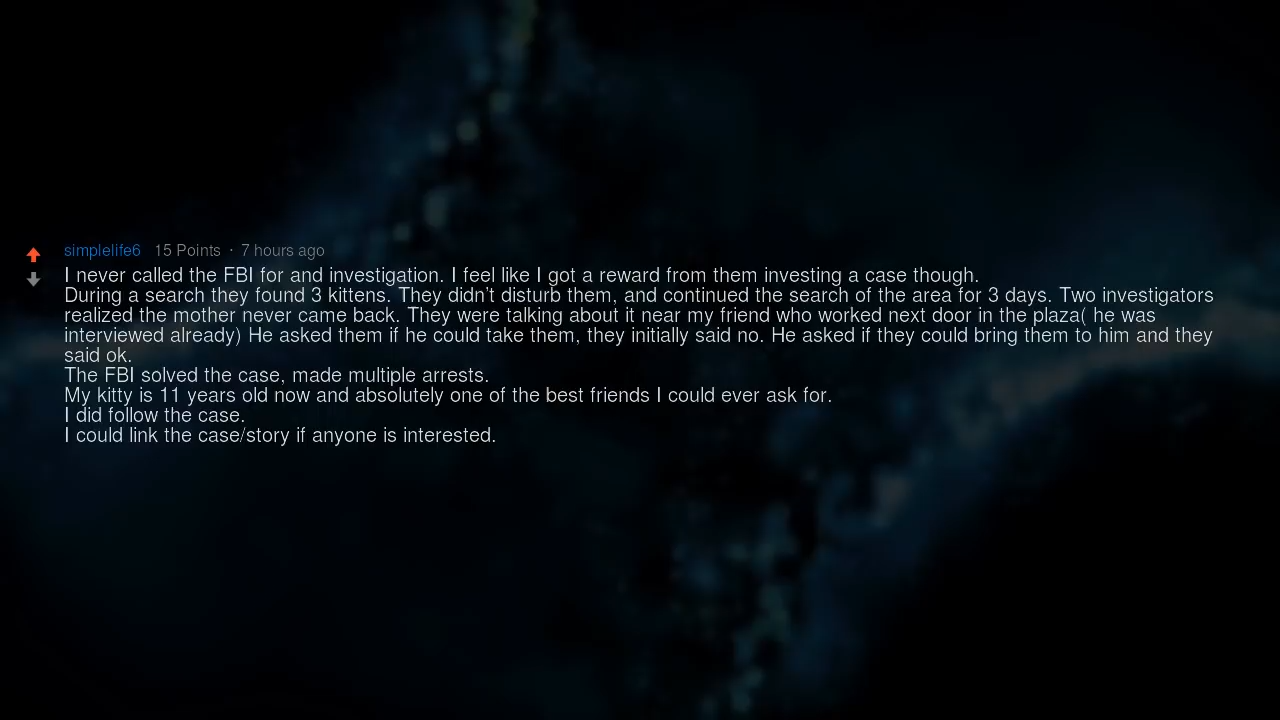 simplelife6 15 Points · 7 hours ago
I never called the FBI for and investigation. I feel like I got a reward from them investing a case though.
During a search they found 3 kittens. They didn't disturb them, and continued the search of the area for 3 days. Two investigators
realized the mother never came back. They were talking about it near my friend who worked next door in the plaza( he was
interviewed already) He asked them if he could take them, they initially said no. He asked if they could bring them to him and they
said ok.
The FBI solved the case, made multiple arrests.
My kitty is 11 years old now and absolutely one of the best friends I could ever ask for.
I did follow the case.
I could link the case/story if anyone is interested.